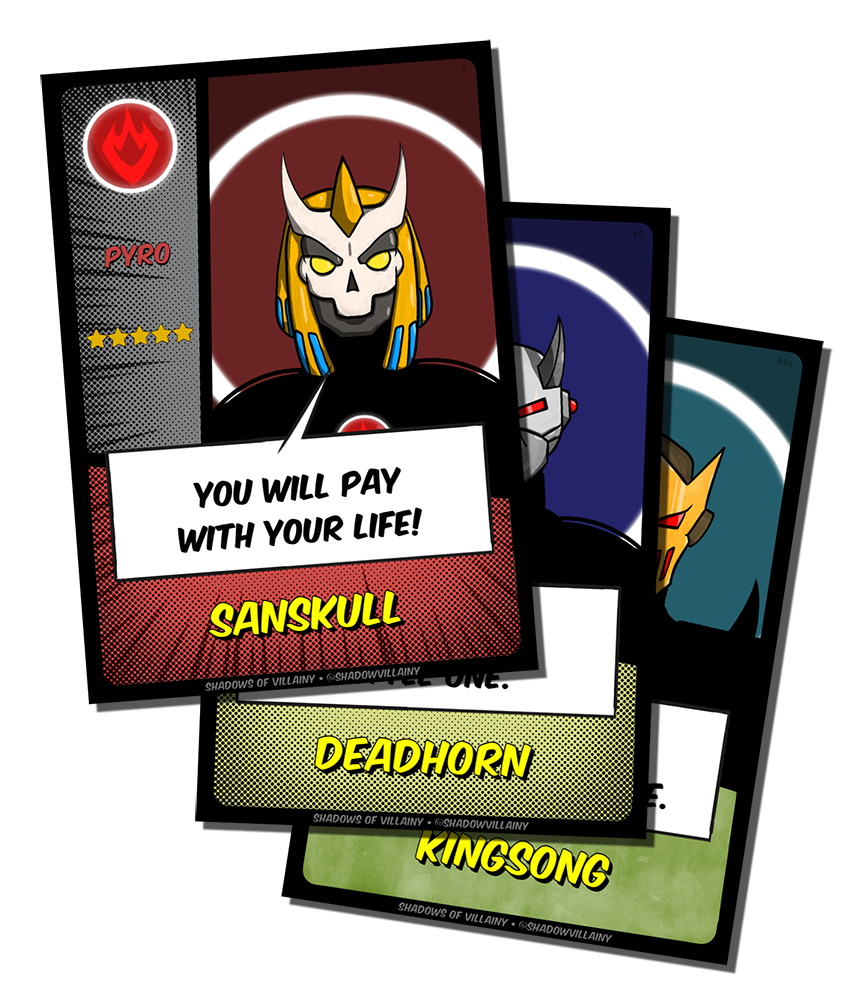 PYRO
YOU WILL PAY
WITH YOUR LIFE!
SANSKULL
SHADOWS OF VILLAINY • @SHADOWVILLAINY
ONE.
DEADHORN
SHADOWS OF VILLAINY • @SHADOWVILLAINY
E.
KINGSONG
SHADOWS OF VILLAINY • @SHADOWVILLAINY